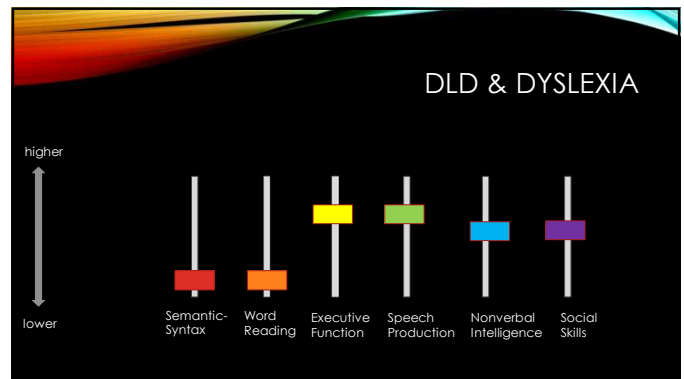 DLD & DYSLEXIA
higher
lower
Semantic-
Syntax
Word
Reading
Executive
Function
Speech
Production
Nonverbal
Intelligence
Social
Skills